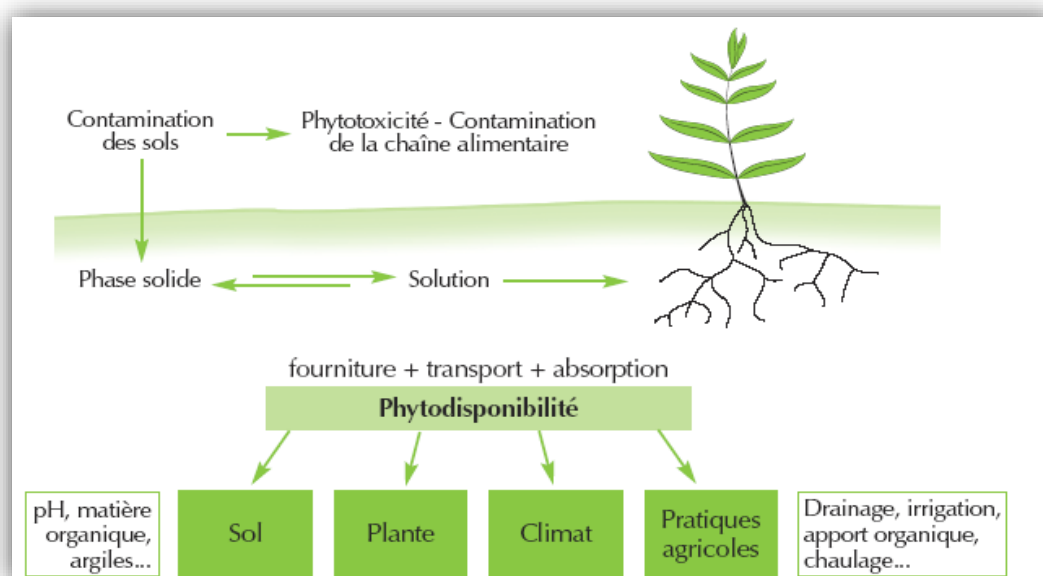 Contamination
des sols
Phytotoxicité - Contamination
de la chaîne alimentaire
Phase solide
Solution
fourniture + transport + absorption
Phytodisponibilité
pH, matière
organique,
argiles...
Sol
Plante
Climat
Pratiques
agricoles
Drainage, irrigation,
apport organique,
chaulage...